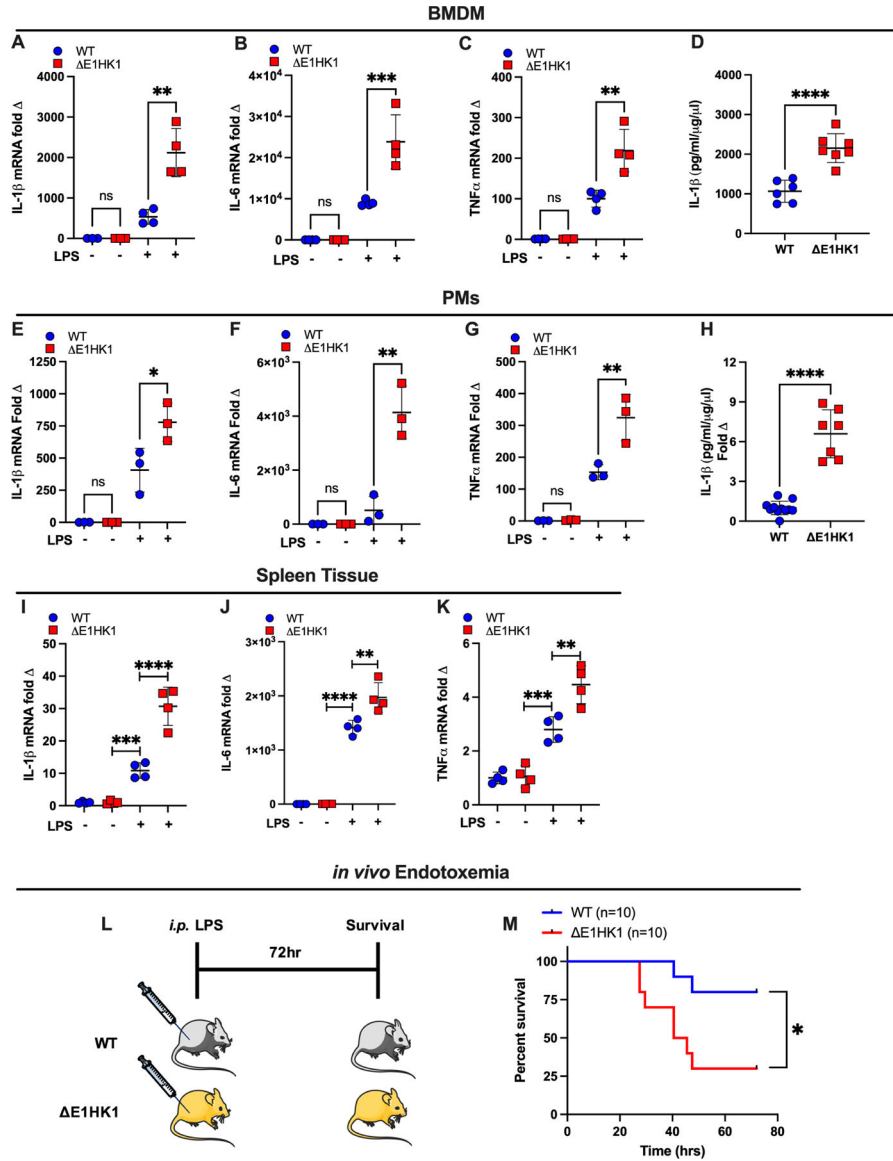 BMDM
A
WT
ΔE1HK1
IL-1β mRNA fold Δ
4000
3000
2000
1000
0
ns
**
LPS - - + +
B
WT
ΔE1HK1
IL-6 mRNA fold Δ
4×10⁴
2×10⁴
1×10⁴
0
ns
***
- - + +
C
WT
ΔE1HK1
TNFα mRNA fold Δ
400
300
200
100
0
ns
**
LPS - - + +
D
IL-1β (pg/ml/μg/μl)
4000
3000
2000
1000
0
****
WT ΔE1HK1
PMs
E
WT
ΔE1HK1
IL-1β mRNA Fold Δ
1250
1000
750
500
250
0
ns
*
LPS - - + +
F
WT
ΔE1HK1
IL-6 mRNA Fold Δ
6×10³
4×10³
2×10³
0
ns
**
LPS - - + +
G
WT
ΔE1HK1
TNFα mRNA Fold Δ
500
400
300
200
100
0
ns
**
LPS - - + +
H
IL-1β (pg/ml/μg/μl)
Fold Δ
12
9
6
3
0
****
WT ΔE1HK1
Spleen Tissue
I
WT
ΔE1HK1
IL-1β mRNA fold Δ
50
40
30
20
10
0
***
****
LPS - - + +
J
WT
ΔE1HK1
IL-6 mRNA fold Δ
3×10³
2×10³
1×10³
0
****
**
LPS - - + +
K
WT
ΔE1HK1
TNFα mRNA fold Δ
6
4
2
0
***
**
LPS - - + +
in vivo Endotoxemia
L
i.p. LPS Survival
72hr
WT
ΔE1HK1
M
WT (n=10)
ΔE1HK1 (n=10)
Percent survival
100
75
50
25
0
*
0 20 40 60 80
Time (hrs)